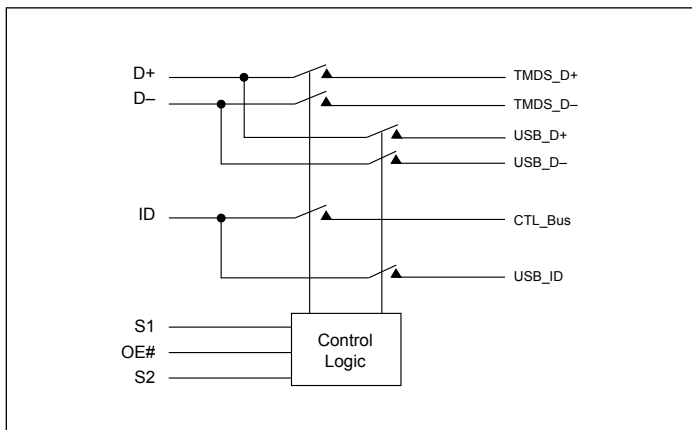 D+
TMDS_D+
D–
TMDS_D–
USB_D+
USB_D–
ID
CTL_Bus
USB_ID
S1
OE#
S2
Control
Logic